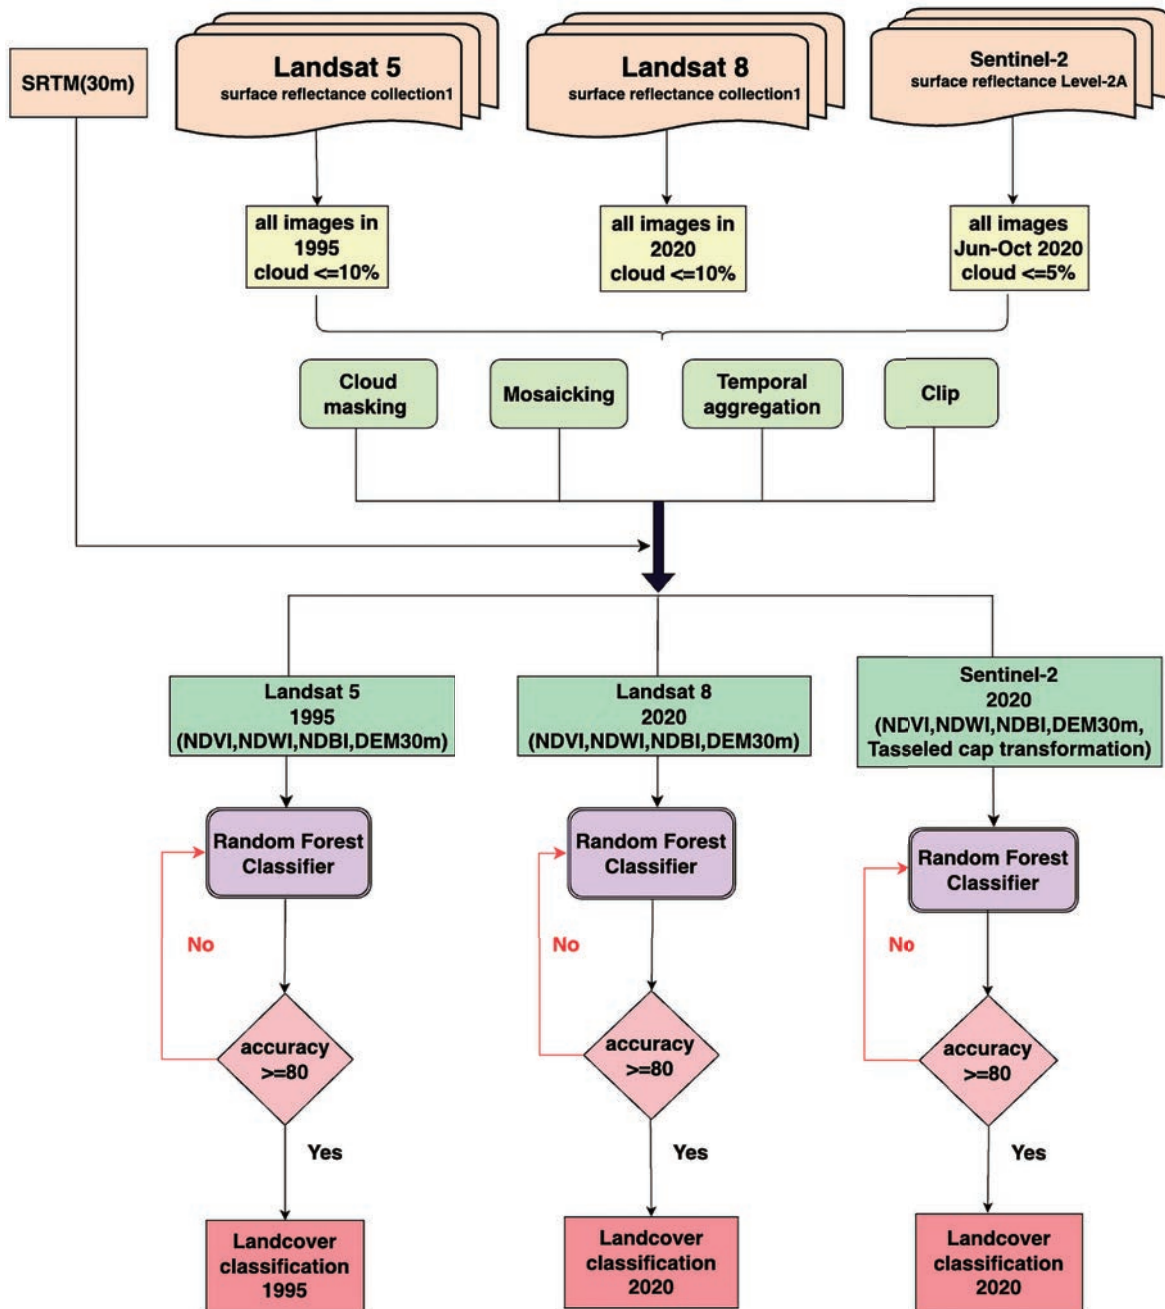 SRTM(30m)
Landsat 5
surface reflectance collection1
Landsat 8
surface reflectance collection1
Sentinel-2
surface reflectance Level-2A
all images in
1995
cloud <=10%
all images in
2020
cloud <=10%
all images
Jun-Oct 2020
cloud <=5%
Cloud
masking
Mosaicking
Temporal
aggregation
Clip
Landsat 5
1995
(NDVI,NDWI,NDBI,DEM30m)
Landsat 8
2020
(NDVI,NDWI,NDBI,DEM30m)
Sentinel-2
2020
(NDVI,NDWI,NDBI,DEM30m,
Tasseled cap transformation)
Random Forest
Classifier
Random Forest
Classifier
Random Forest
Classifier
No
No
No
accuracy
>=80
accuracy
>=80
accuracy
>=80
Yes
Yes
Yes
Landcover
classification
1995
Landcover
classification
2020
Landcover
classification
2020